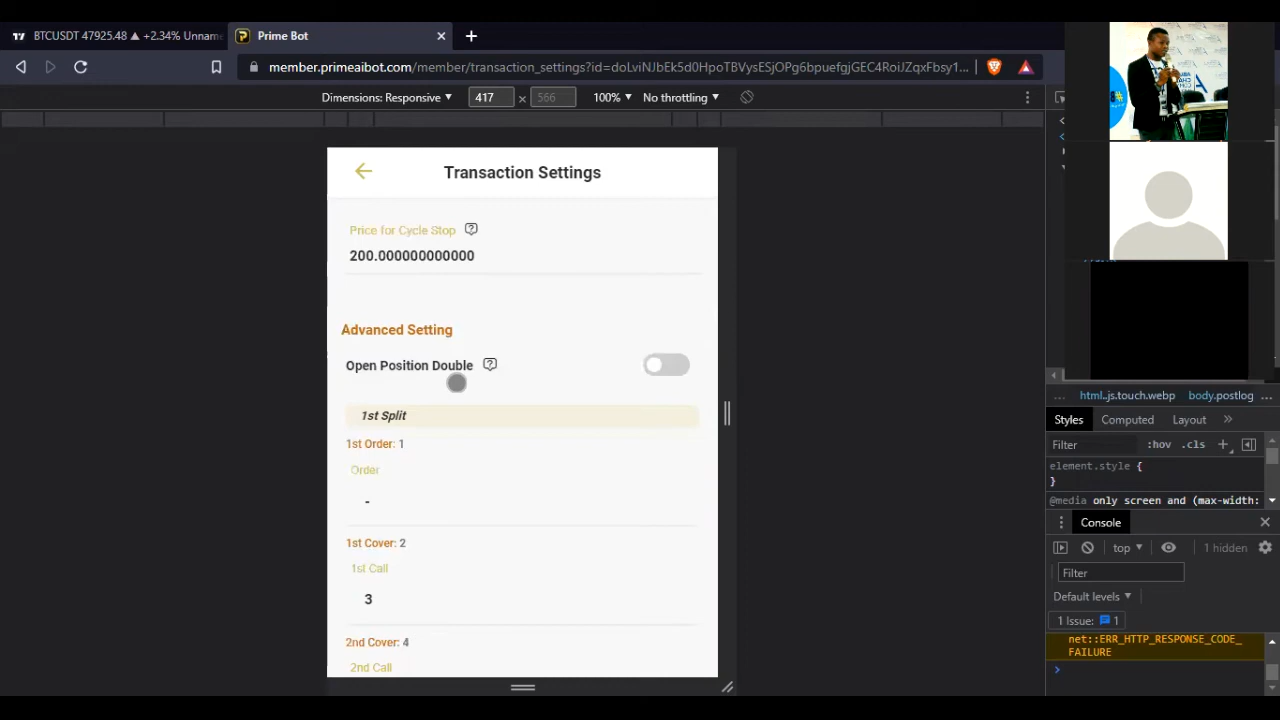 BTCUSDT 47925.48 ▲ +2.34% Unnam
Prime Bot
member.primeaibot.com/mem
Dimensions: Responsive
417 × 566
100%
No throttling
Transaction Settings
Price for Cycle Stop
200.000000000000
Advanced Setting
Open Position Double
1st Split
1st Order: 1
Order
-
1st Cover: 2
1st Call
3
2nd Cover: 4
2nd Call
... html.js.touch.webp body.postlog ...
Styles Computed Layout »
Filter :hov .cls +
element.style {
}
@media only screen and (max-width:
Console
top 1 hidden
Filter
Default levels
1 Issue: 1
net::ERR_HTTP_RESPONSE_CODE_
FAILURE